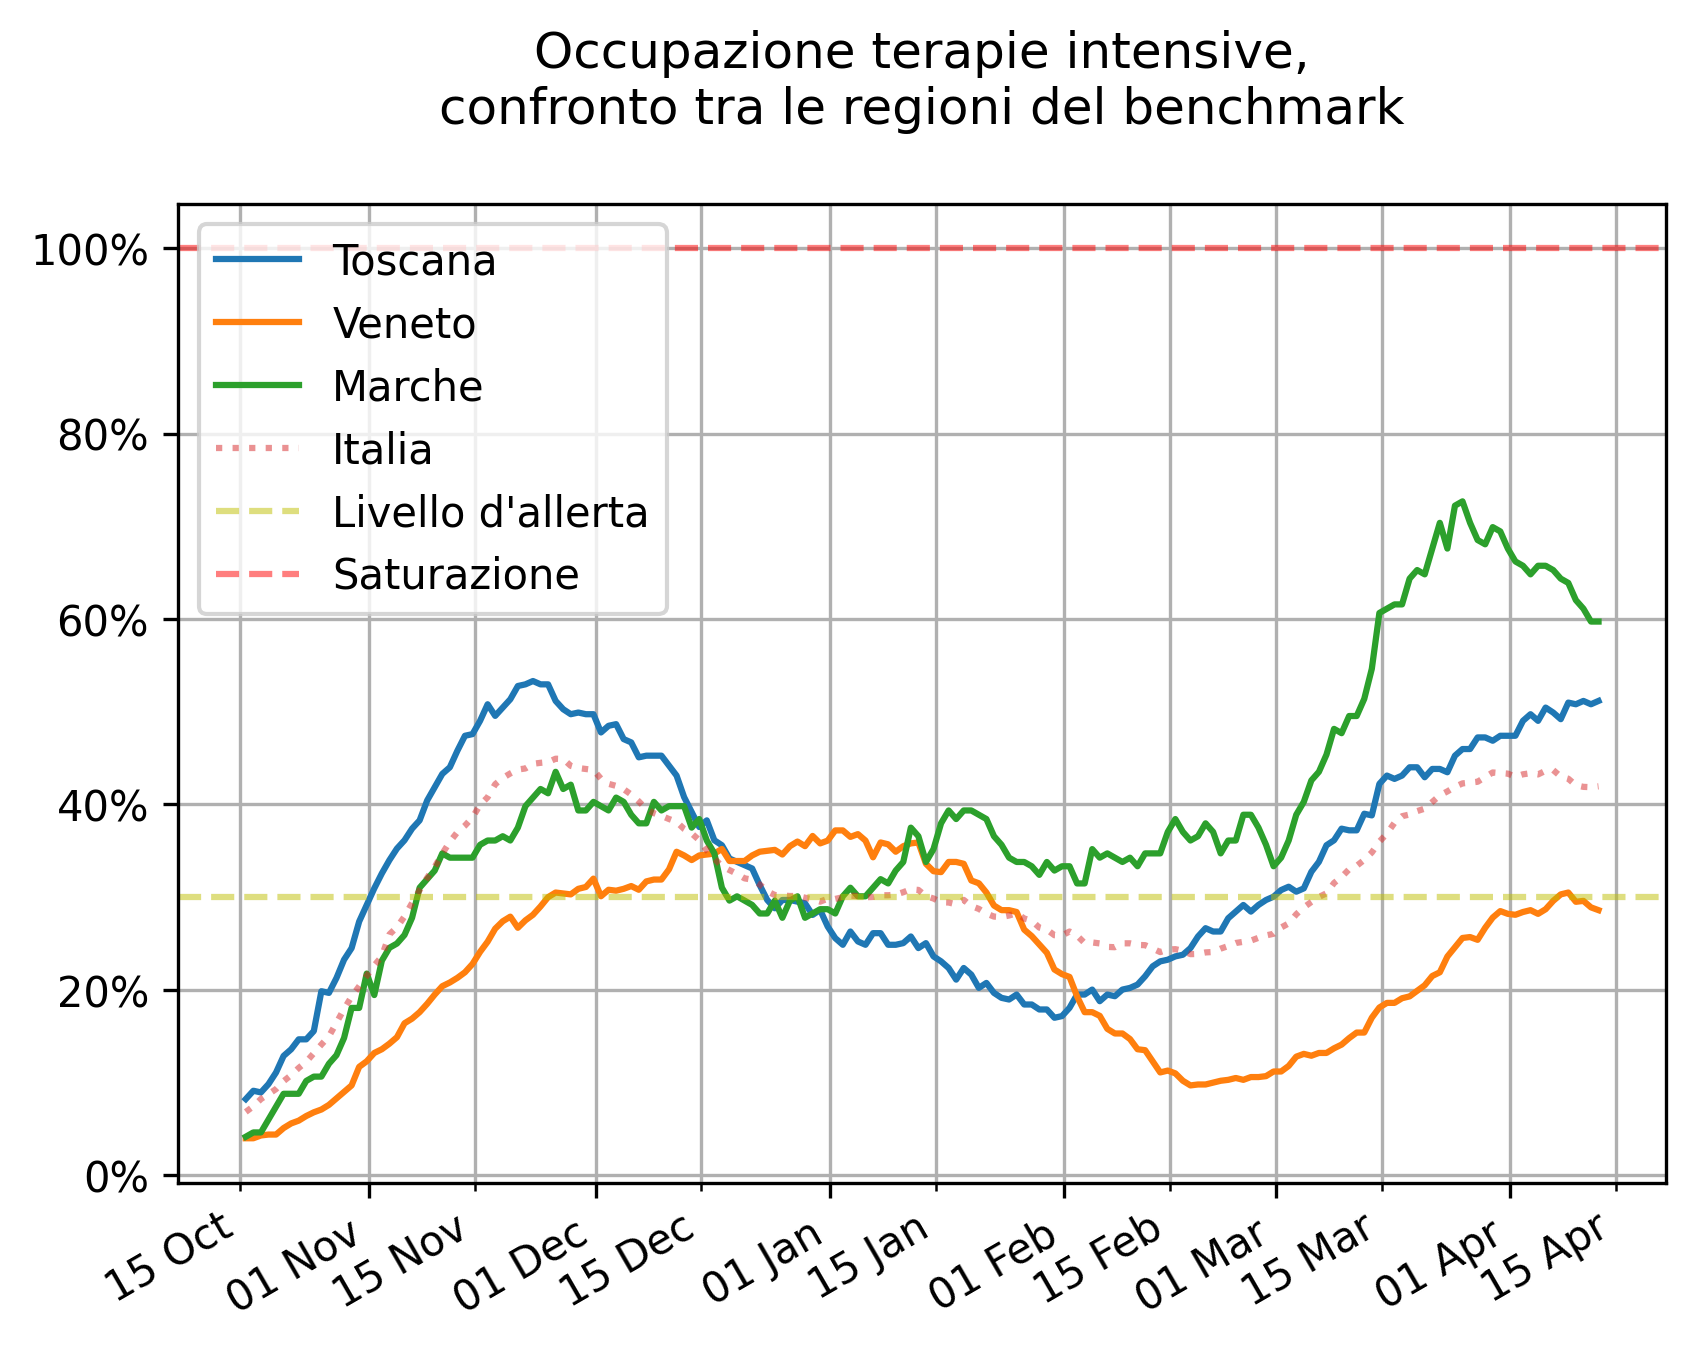 Occupazione terapie intensive,
confronto tra le regioni del benchmark
100%
80%
60%
40%
20%
0%
Toscana
Veneto
Marche
Italia
Livello d'allerta
Saturazione
15 Oct
01 Nov
15 Nov
01 Dec
15 Dec
01 Jan
15 Jan
01 Feb
15 Feb
01 Mar
15 Mar
01 Apr
15 Apr